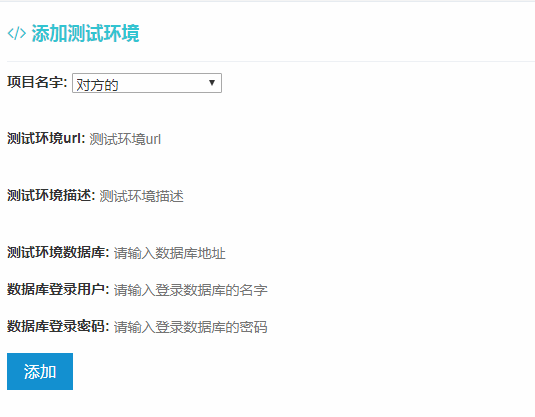 </> 添加测试环境
项目名字: 对方的
测试环境url: 测试环境url
测试环境描述: 测试环境描述
测试环境数据库: 请输入数据库地址
数据库登录用户: 请输入登录数据库的名字
数据库登录密码: 请输入登录数据库的密码
添加